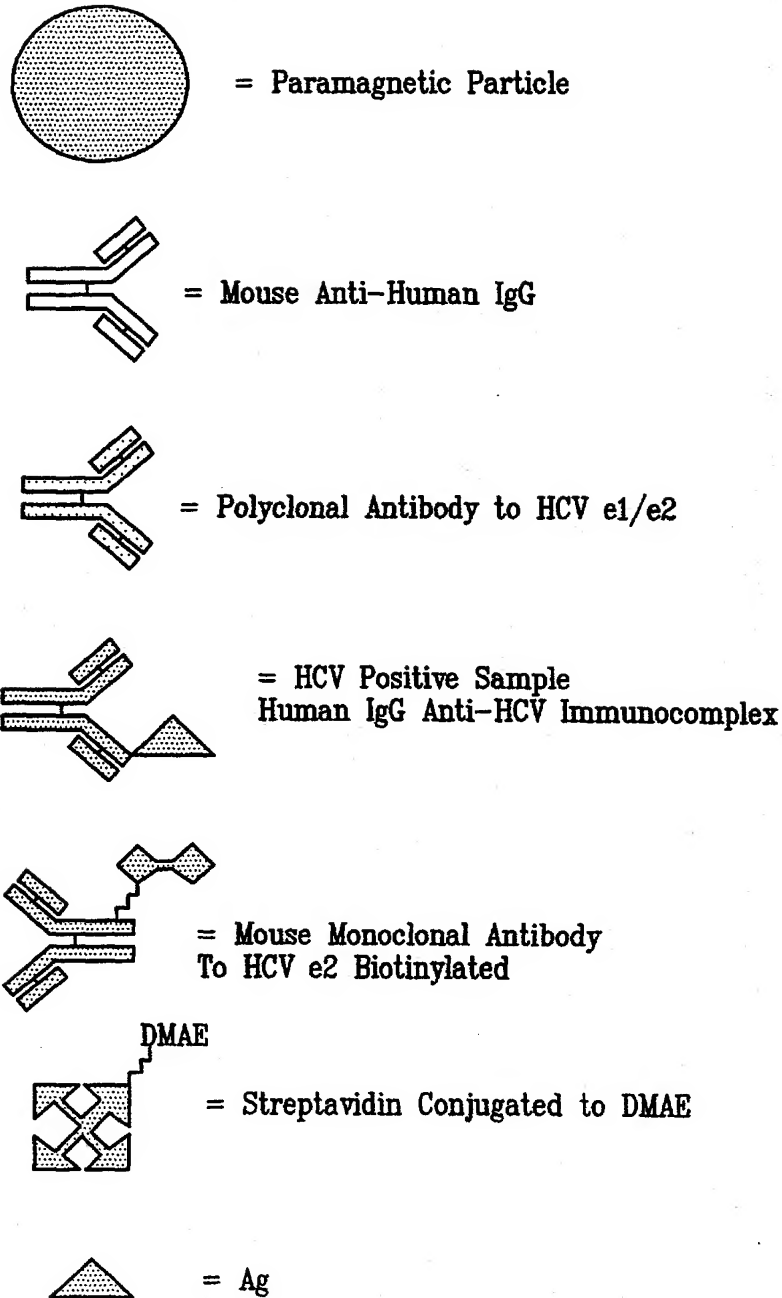 = Paramagnetic Particle
= Mouse Anti-Human IgG
= Polyclonal Antibody to HCV e1/e2
= HCV Positive Sample
Human IgG Anti-HCV Immunocomplex
= Mouse Monoclonal Antibody
To HCV e2 Biotinylated
DMAE
= Streptavidin Conjugated to DMAE
= Ag